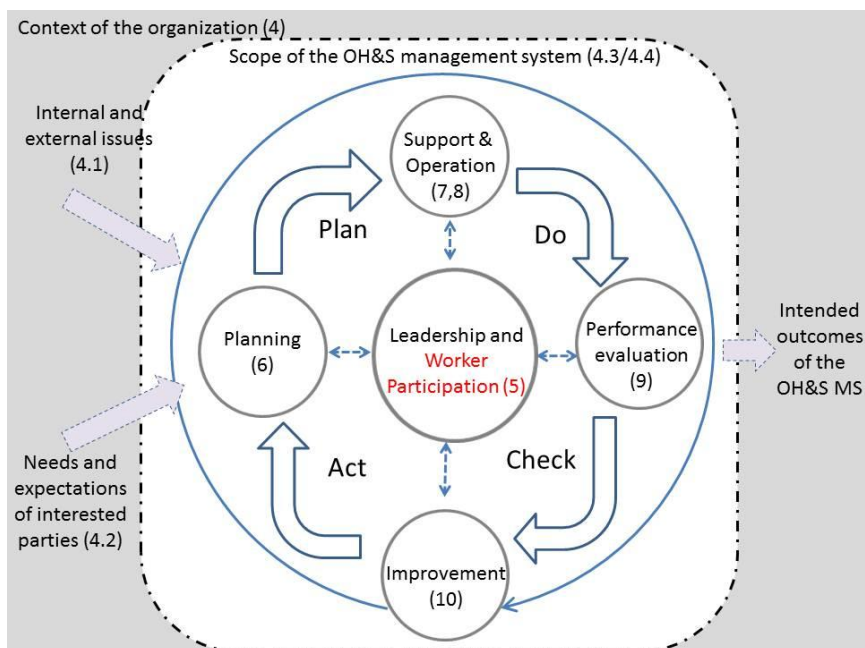 Context of the organization (4)
Scope of the OH&S management system (4.3/4.4)
Internal and
external issues
(4.1)
Support &
Operation
(7,8)
Plan
Do
Planning
(6)
Leadership and
Worker
Participation (5)
Performance
evaluation
(9)
Intended
outcomes
of the
OH&S MS
Needs and
expectations
of interested
parties (4.2)
Act
Check
Improvement
(10)